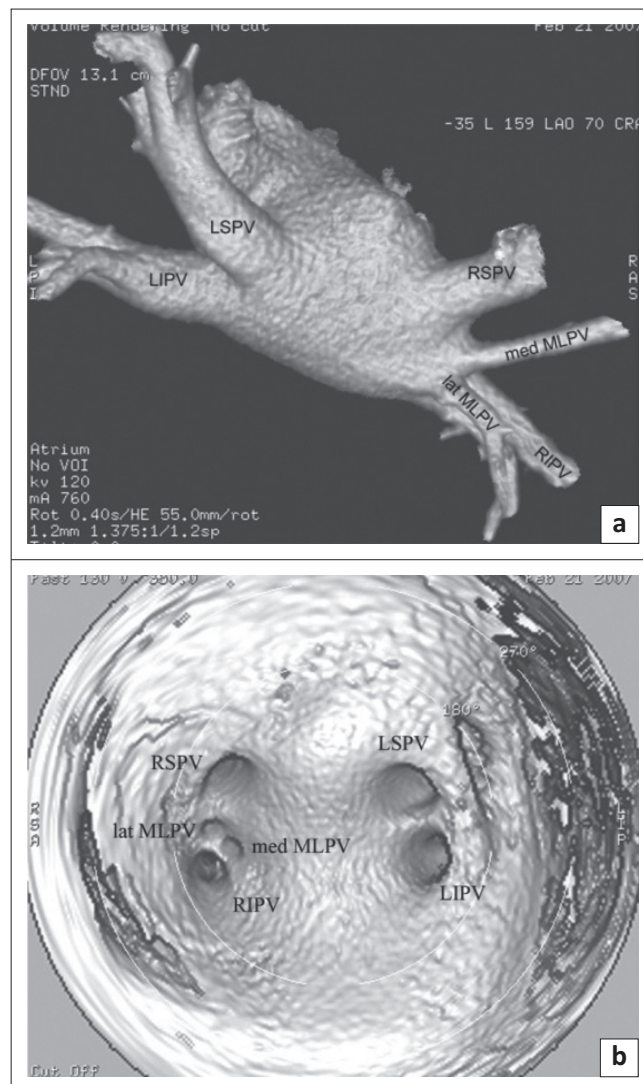 Volume Rendering No cut
Feb 21 2007
DFOV 13.1 cm
STND
-35 L 159 LAO 70 CRA
LSPV
LIPV
RSPV
L
P
I
R
A
S
med MLPV
lat MLPV
RIPV
Atrium
No VOI
kv 120
mA 760
Rot 0.40s/HE 55.0mm/rot
1.2mm 1.375:1/1.2sp
a
Feb 21 2007
270°
180°
RSPV
LSPV
lat MLPV
med MLPV
RIPV
LIPV
Cut Off
b